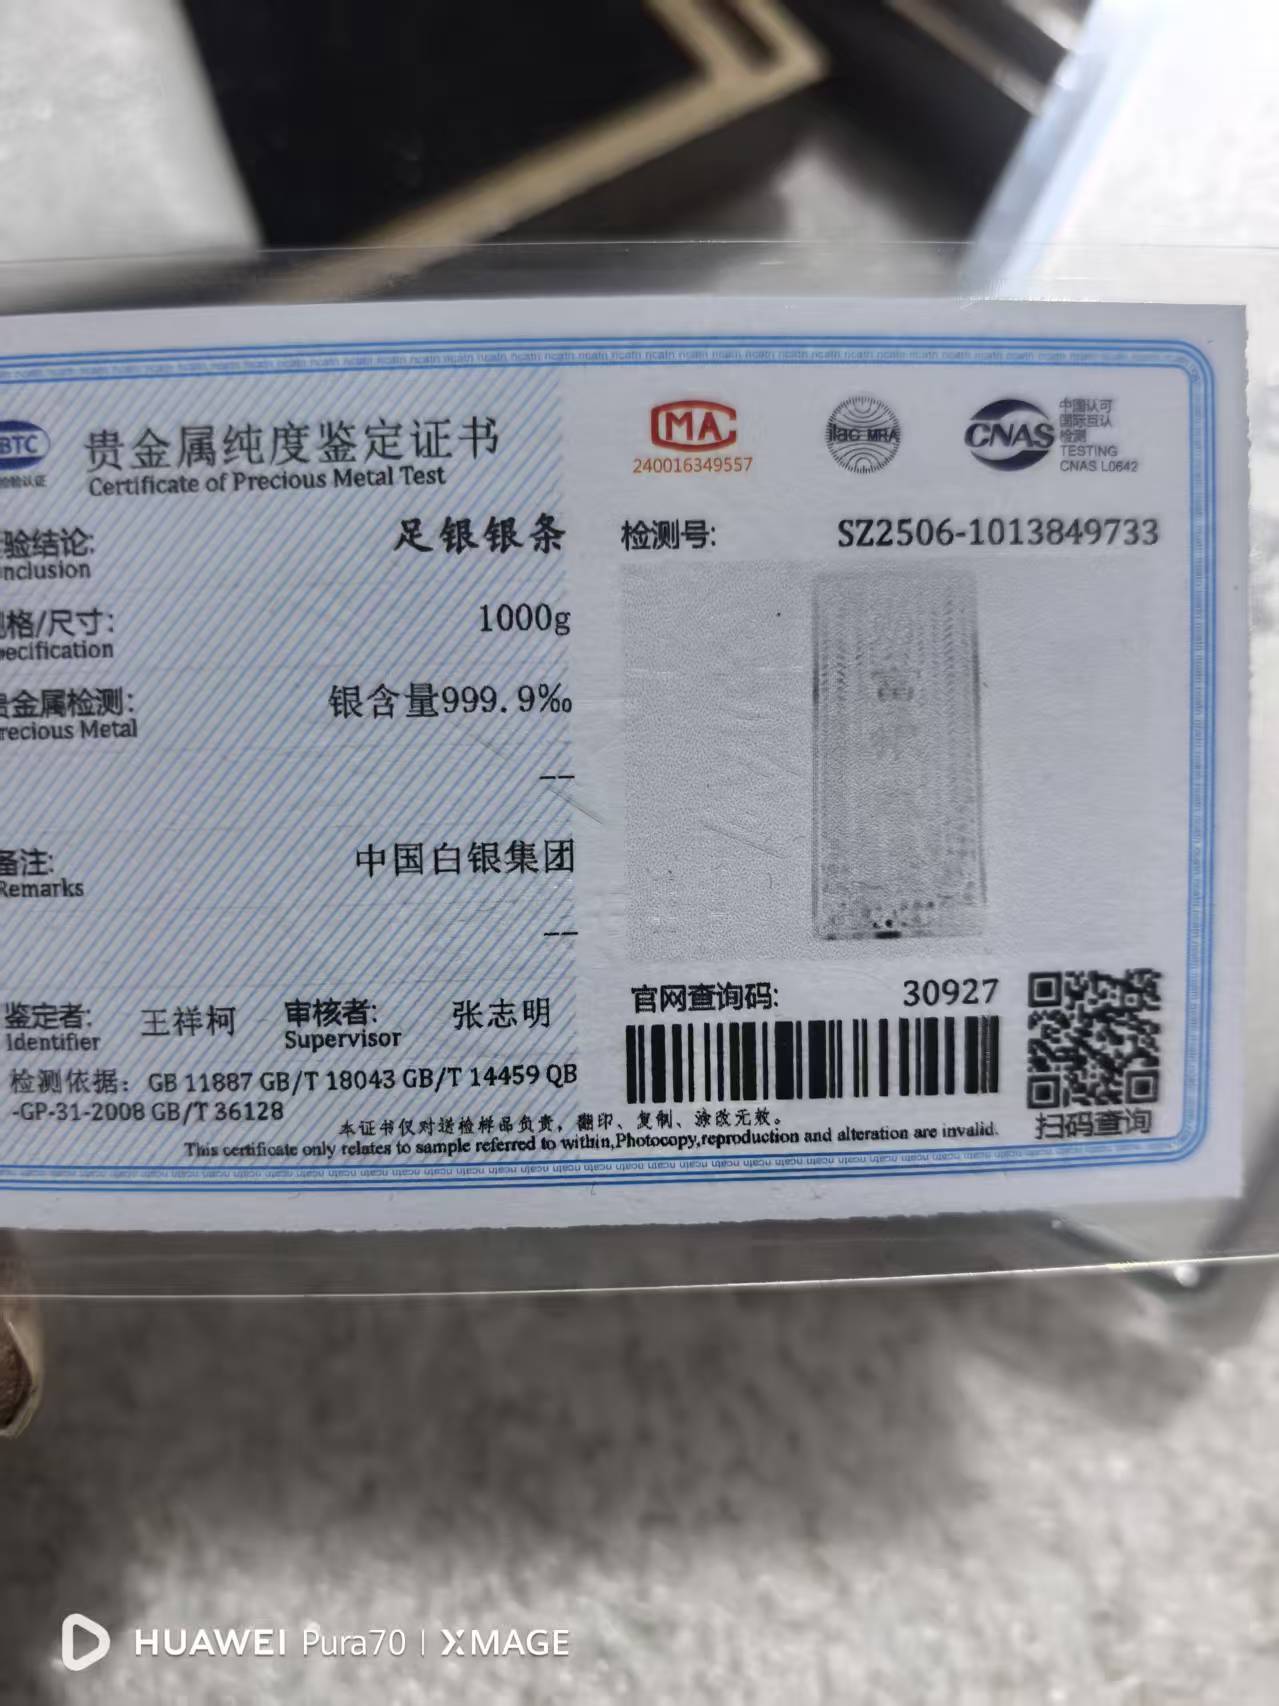 BTC
贵金属纯度鉴定证书
Certificate of Precious Metal Test
MA
240016349557
ilac-MRA
CNAS
中国认可
国际互认
检测
TESTING
CNAS L0642
验结论:
nclusion
足银银条
检测号:
SZ2506-1013849733
格/尺寸:
ecification
1000g
金属检测:
recious Metal
银含量999.9‰
--
备注:
Remarks
中国白银集团
--
官网查询码:
30927
鉴定者:
Identifier
王祥柯
审核者:
Supervisor
张志明
检测依据: GB 11887 GB/T 18043 GB/T 14459 QB
-GP-31-2008 GB/T 36128
扫码查询
本证书仅对送检样品负责，翻印、复制、涂改无效。
This certificate only relates to sample referred to within,Photocopy,reproduction and alteration are invalid.
HUAWEI Pura70 | XMAGE